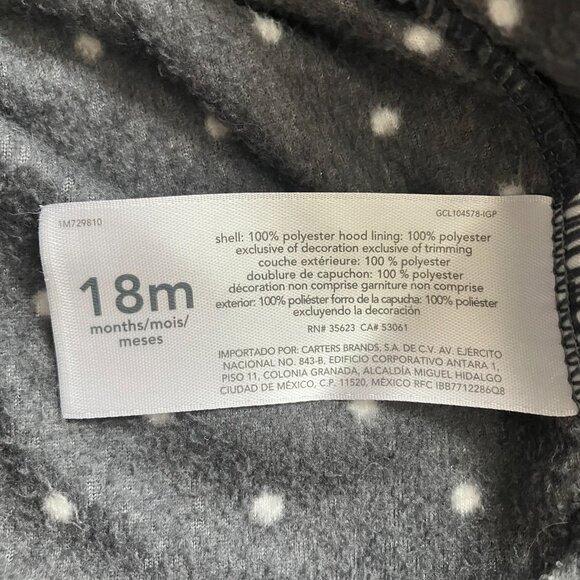 1M729810
GCL104578-IGP
18m
months/mois/
meses
shell: 100% polyester hood lining: 100% polyester
exclusive of decoration exclusive of trimming
couche extérieure: 100 % polyester
doublure de capuchon: 100 % polyester
décoration non comprise garniture non comprise
exterior: 100% poliéster forro de la capucha: 100% poliéster
excluyendo la decoración
RN# 35623 CA# 53061
IMPORTADO POR: CARTERS BRANDS, S.A. DE C.V. AV. EJÉRCITO
NACIONAL NO. 843-B, EDIFICIO CORPORATIVO ANTARA 1,
PISO 11, COLONIA GRANADA, ALCALDÍA MIGUEL HIDALGO
CIUDAD DE MÉXICO, C.P. 11520, MÉXICO RFC IBB7712286Q8